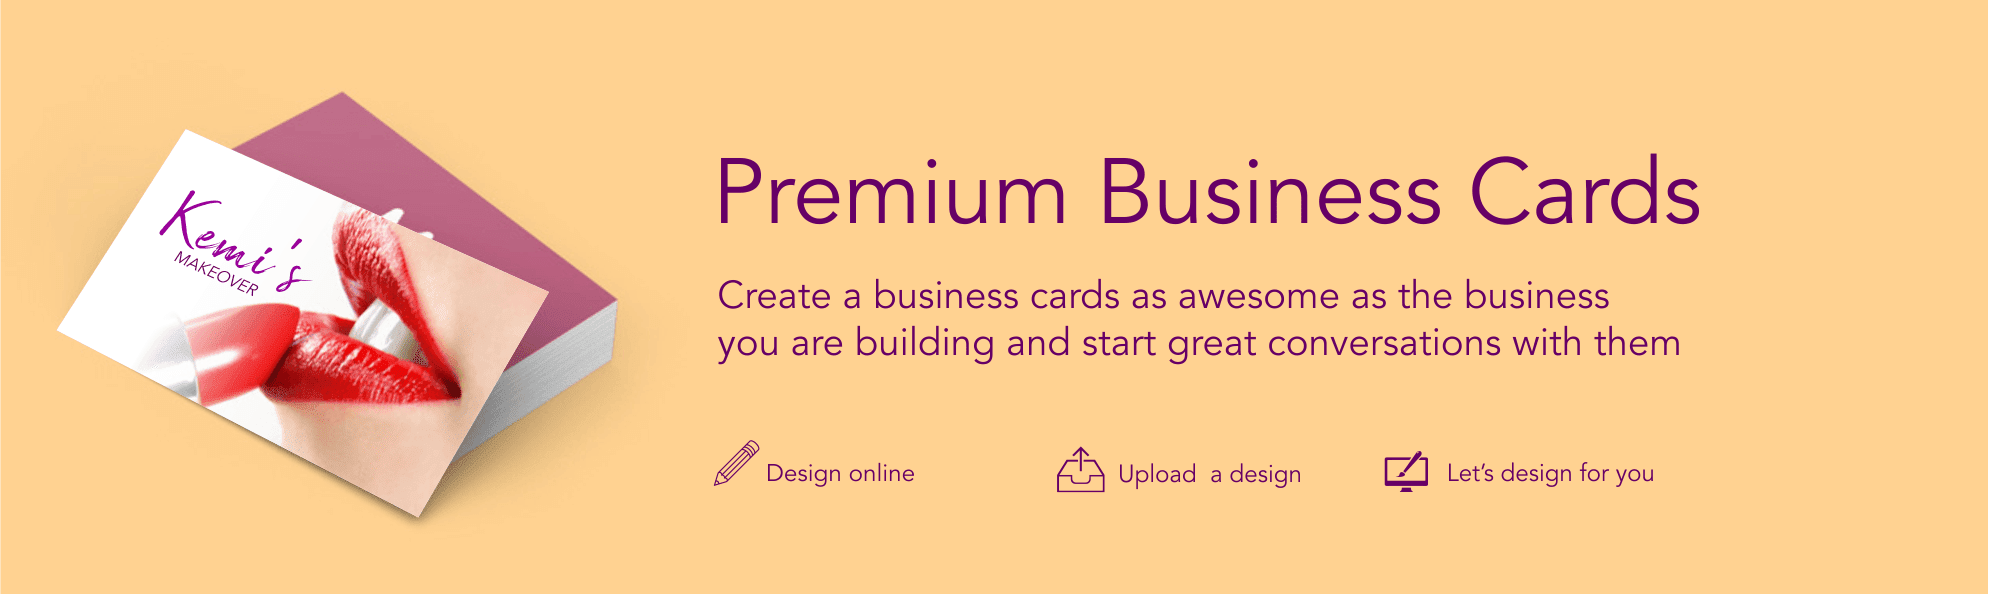 Kemi's
MAKEOVER
Premium Business Cards
Create a business cards as awesome as the business
you are building and start great conversations with them
Design online
Upload a design
Let's design for you